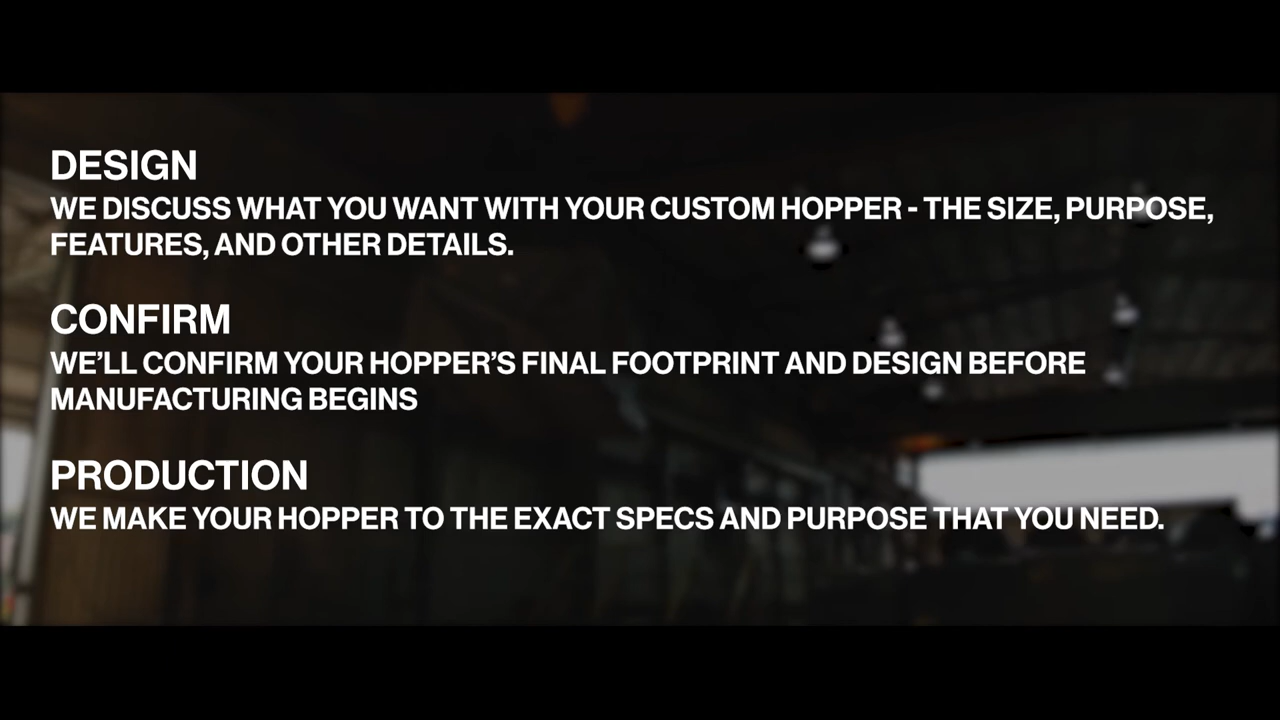 DESIGN
WE DISCUSS WHAT YOU WANT WITH YOUR CUSTOM HOPPER - THE SIZE, PURPOSE,
FEATURES, AND OTHER DETAILS.
CONFIRM
WE’LL CONFIRM YOUR HOPPER’S FINAL FOOTPRINT AND DESIGN BEFORE
MANUFACTURING BEGINS
PRODUCTION
WE MAKE YOUR HOPPER TO THE EXACT SPECS AND PURPOSE THAT YOU NEED.